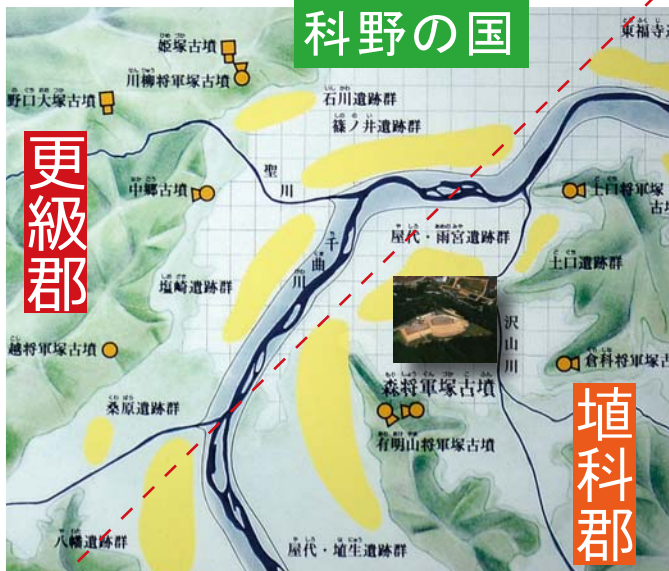 科野の国
東福寺
姫塚古墳
川柳将軍塚古墳
野口大塚古墳
石川遺跡群
篠ノ井遺跡群
更級郡
聖川
中郷古墳
土口将軍塚
古
屋代・雨宮遺跡群
千曲川
土口遺跡群
塩崎遺跡群
沢山川
越将軍塚古墳
倉科将軍塚古
森将軍塚古墳
桑原遺跡群
有明山将軍塚古墳
埴科郡
八幡遺跡群
屋代・埴生遺跡群